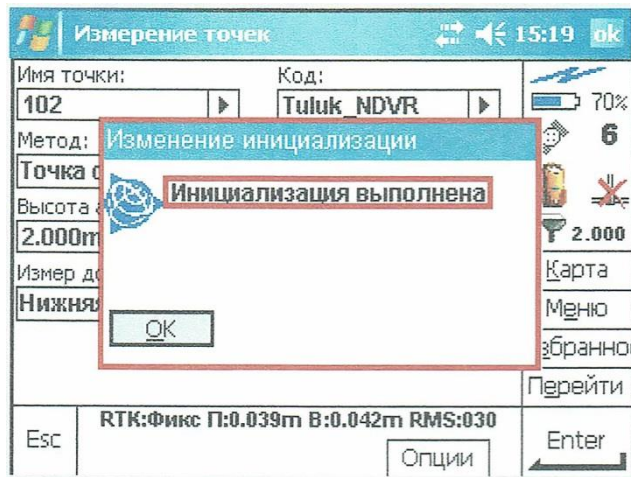 Измерение точек 15:19 ok
Имя точки: Код:
102 Tuluk_NDVR 70%
Метод: Изменение инициализации 6
Точка
Инициализация выполнена
Высота
2.000m 2.000
Измер Карта
Нижняя Меню
OK збранно
Перейти
RTK:Фикс П:0.039m В:0.042m RMS:030
Esc Опции Enter